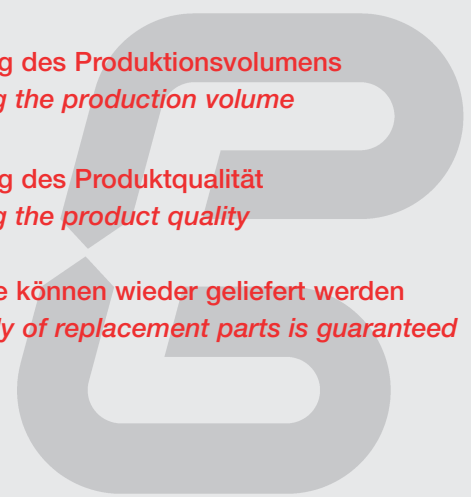 g des Produktionsvolumens
g the production volume
g des Produktqualität
g the product quality
e können wieder geliefert werden
ly of replacement parts is guaranteed